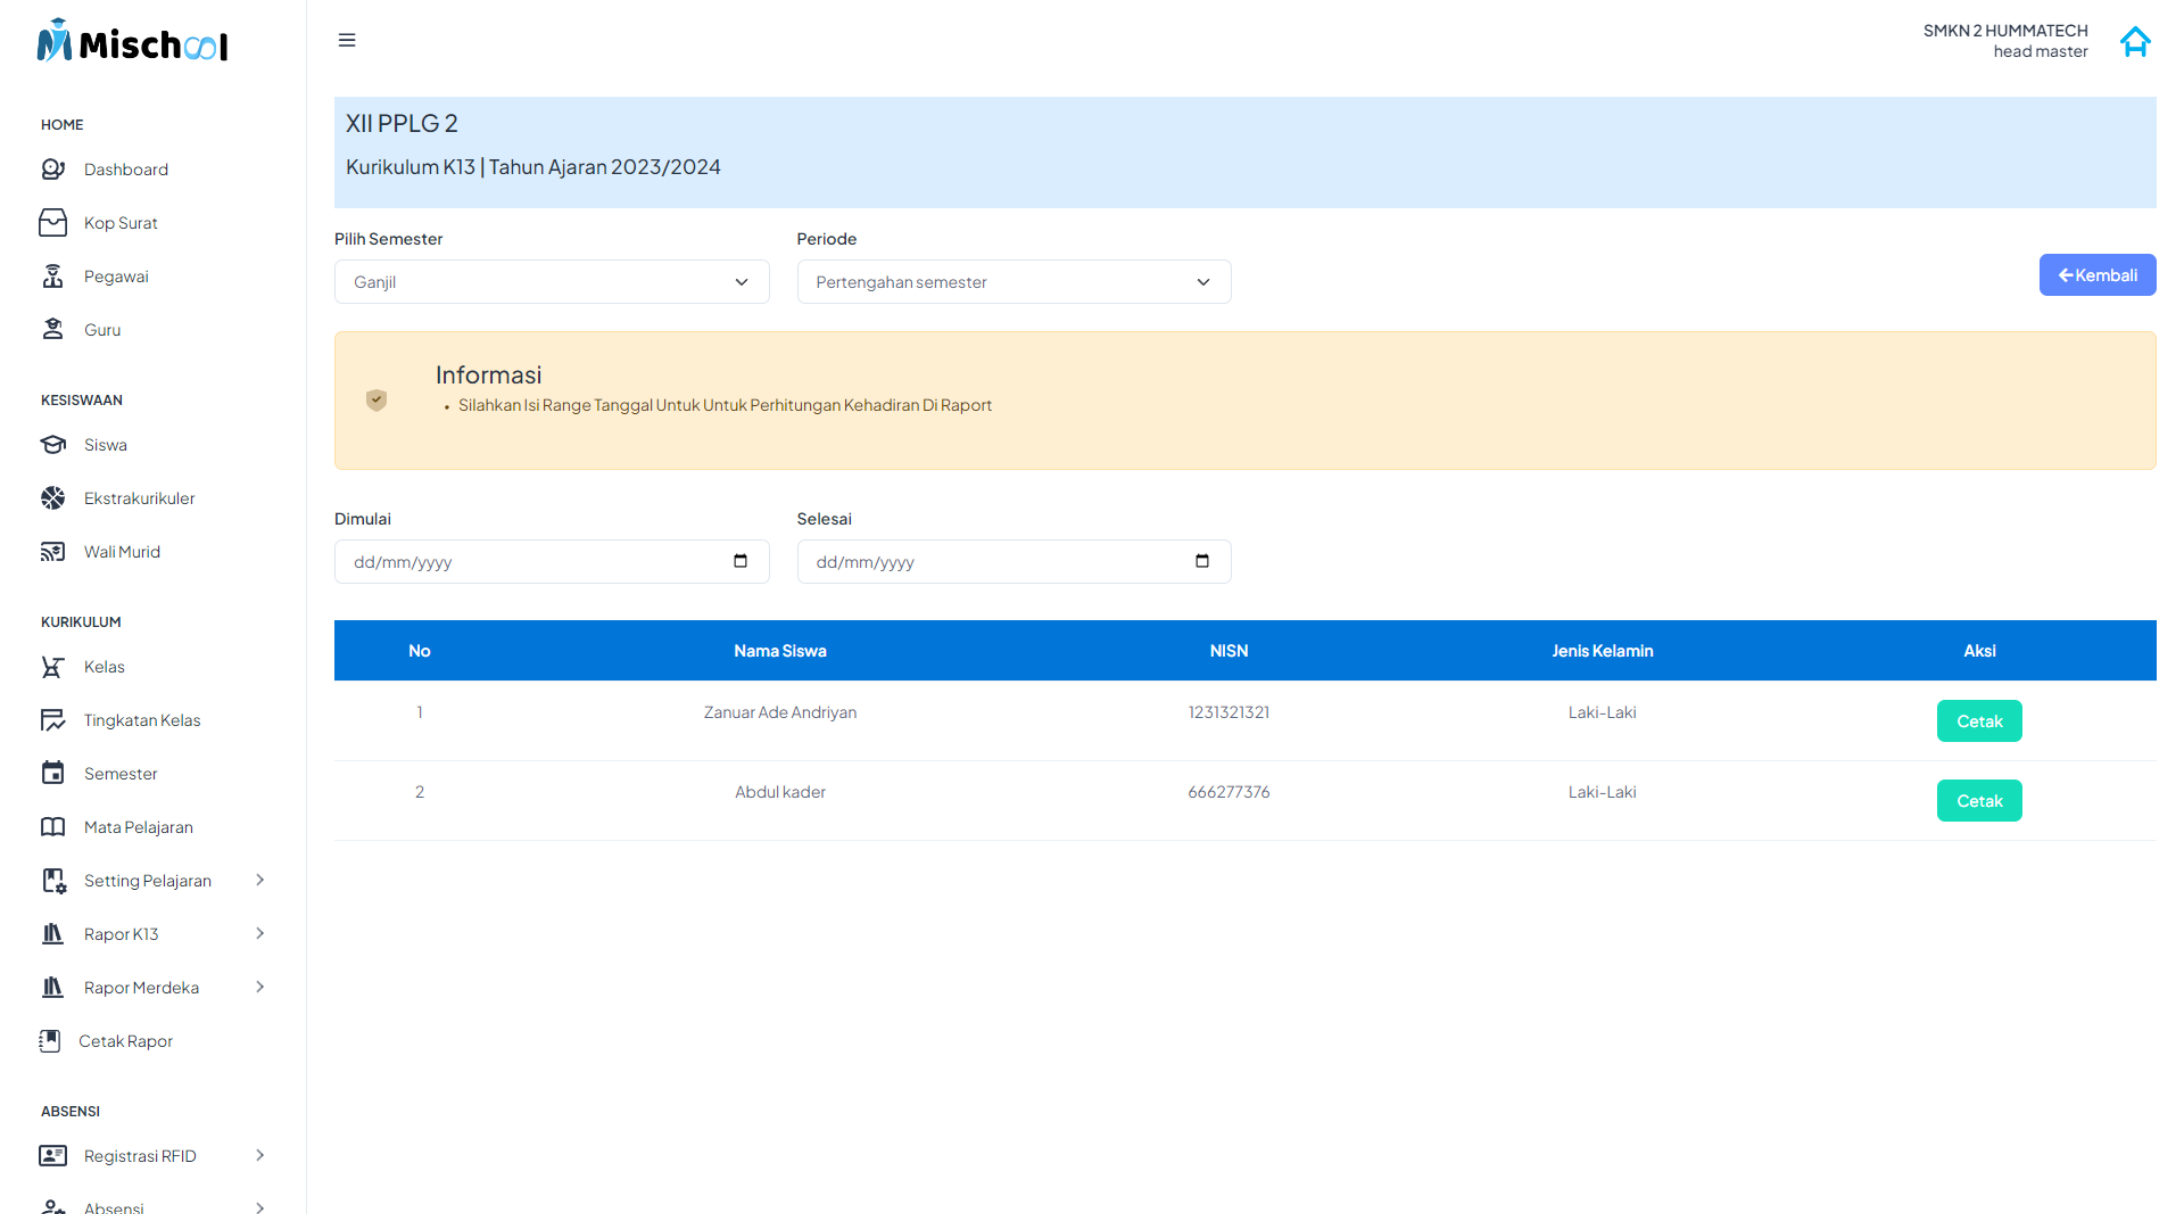 Mischool
SMKN 2 HUMMATECH
head master
HOME
Dashboard
Kop Surat
Pegawai
Guru
KESISWAAN
Siswa
Ekstrakurikuler
Wali Murid
KURIKULUM
Kelas
Tingkatan Kelas
Semester
Mata Pelajaran
Setting Pelajaran
Rapor K13
Rapor Merdeka
Cetak Rapor
ABSENSI
Registrasi RFID
Absensi
XII PPLG 2
Kurikulum K13 | Tahun Ajaran 2023/2024
Pilih Semester Periode
Ganjil Pertengahan semester
Kembali
Informasi
• Silahkan Isi Range Tanggal Untuk Untuk Perhitungan Kehadiran Di Raport
Dimulai Selesai
dd/mm/yyyy dd/mm/yyyy
No Nama Siswa NISN Jenis Kelamin Aksi
1 Zanuar Ade Andriyan 1231321321 Laki-Laki Cetak
2 Abdul kader 666277376 Laki-Laki Cetak